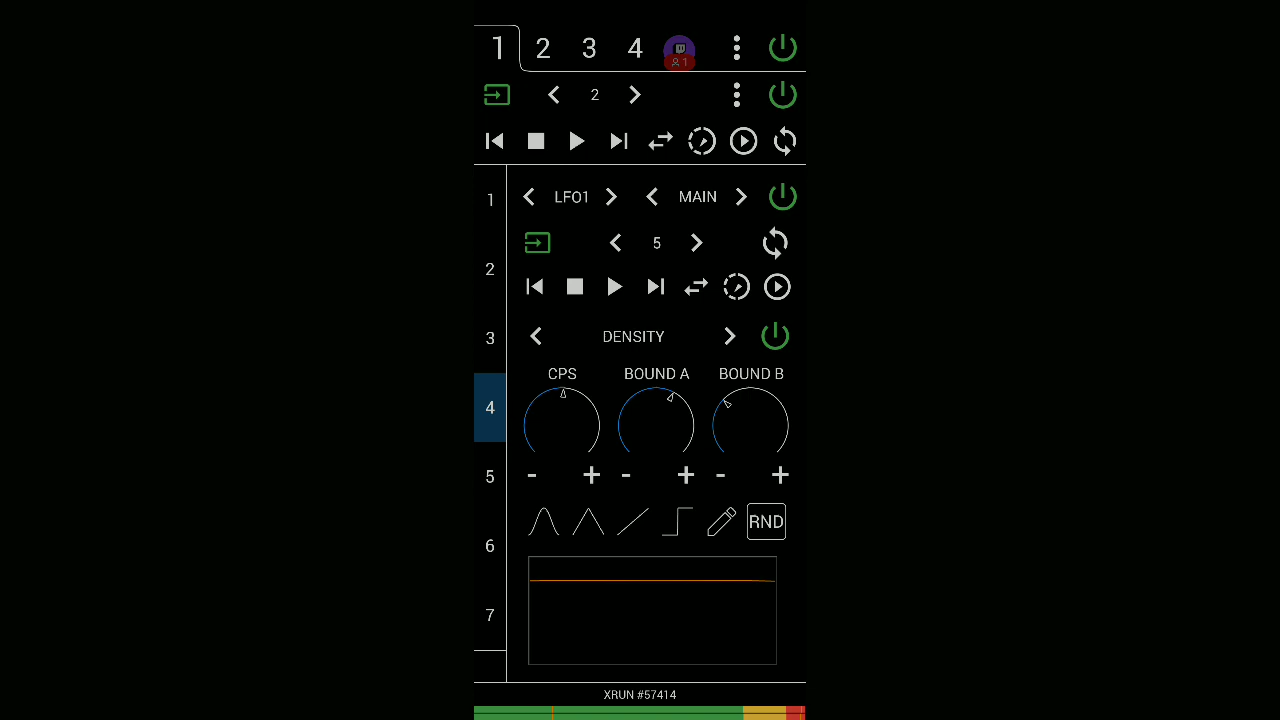 1 2 3 4 1
2
1 LFO1 MAIN
5
2
3 DENSITY
CPS BOUND A BOUND B
4
- + - + - +
5
RND
6
7
XRUN #57414